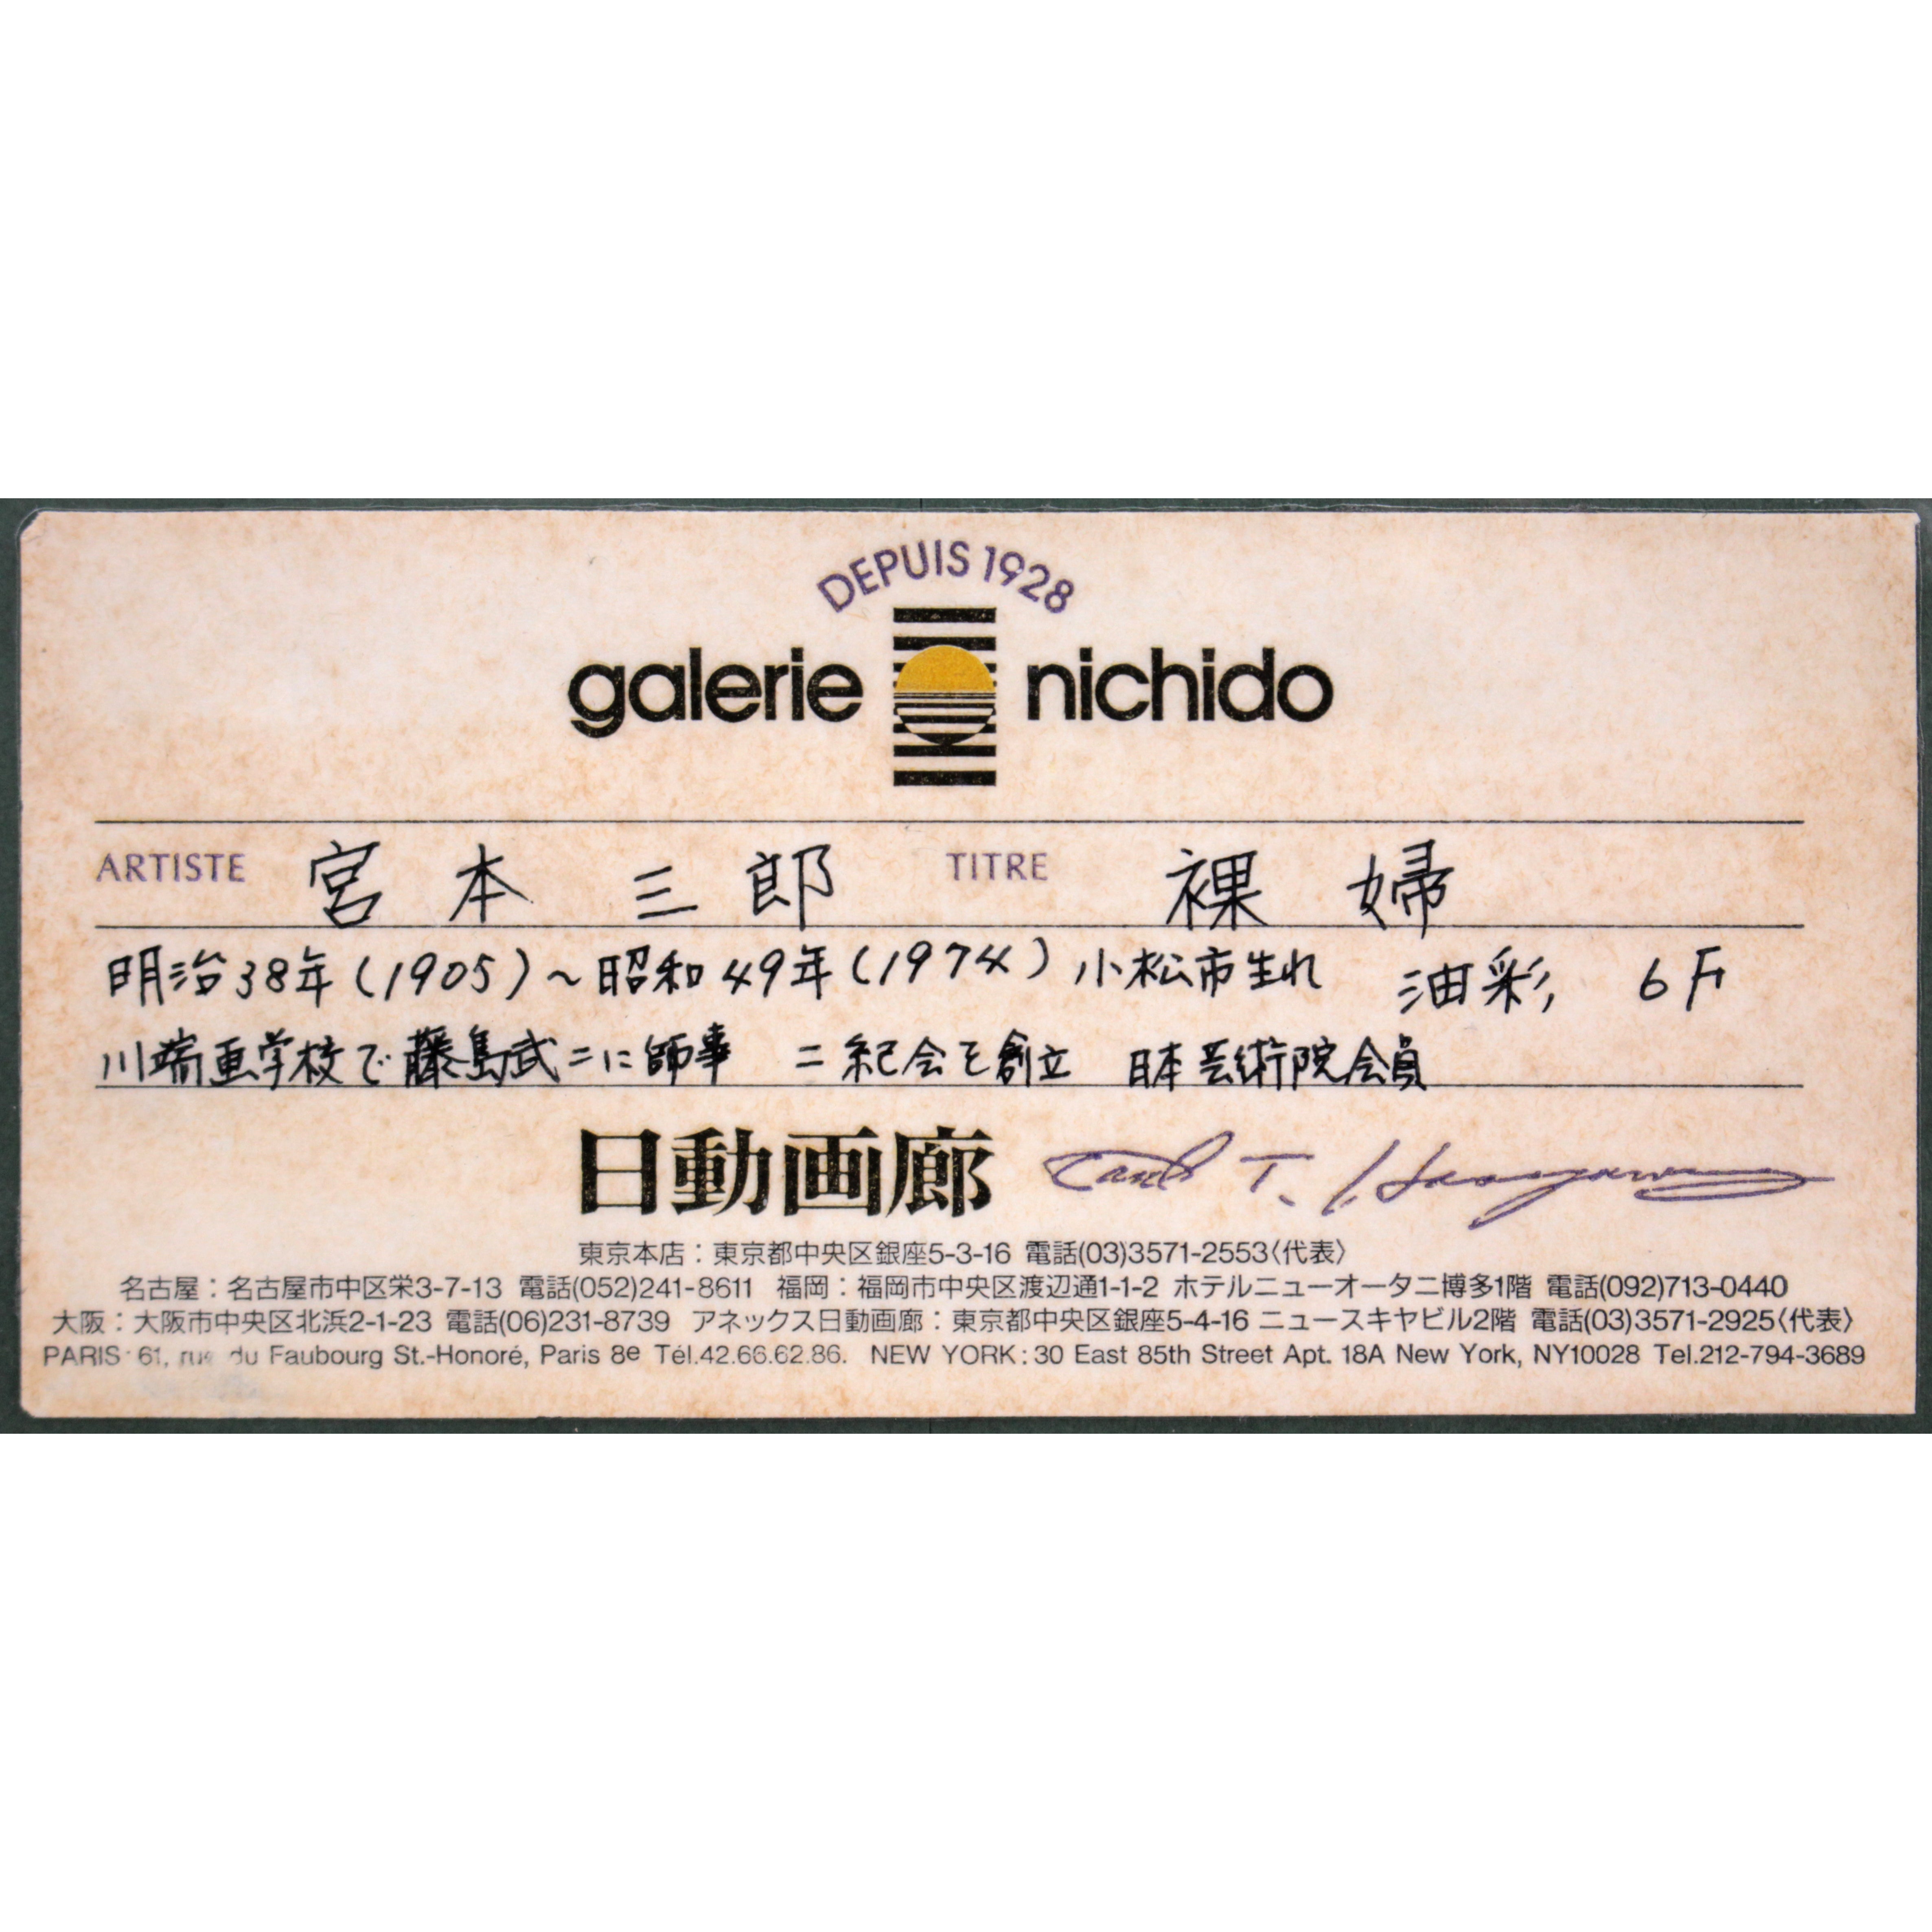 DEPUIS 1928
galerie nichido
ARTISTE 宮本三郎 TITRE 裸婦
明治38年(1905)~昭和49年(1974)小松市生れ 油彩, 6F
川端画学校で藤島武二に師事 二紀会を創立 日本芸術院会員
日動画廊 T. Hasegawa
東京本店：東京都中央区銀座5-3-16 電話(03)3571-2553〈代表〉
名古屋：名古屋市中区栄3-7-13 電話(052)241-8611 福岡：福岡市中央区渡辺通1-1-2 ホテルニューオータニ博多1階 電話(092)713-0440
大阪：大阪市中央区北浜2-1-23 電話(06)231-8739 アネックス日動画廊：東京都中央区銀座5-4-16 ニュースキヤビル2階 電話(03)3571-2925〈代表〉
PARIS: 61, rue du Faubourg St.-Honoré, Paris 8e Tél.42.66.62.86. NEW YORK: 30 East 85th Street Apt. 18A New York, NY10028 Tel.212-794-3689